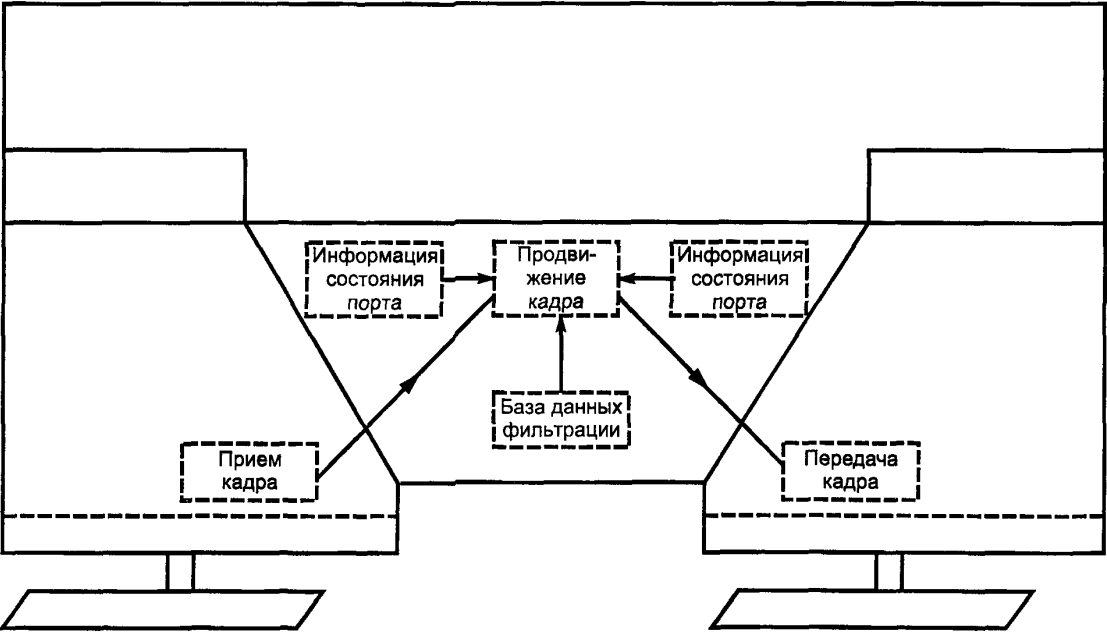 Информация
состояния
порта
Продви-
жение
кадра
Информация
состояния
порта
База данных
фильтрации
Прием
кадра
Передача
кадра